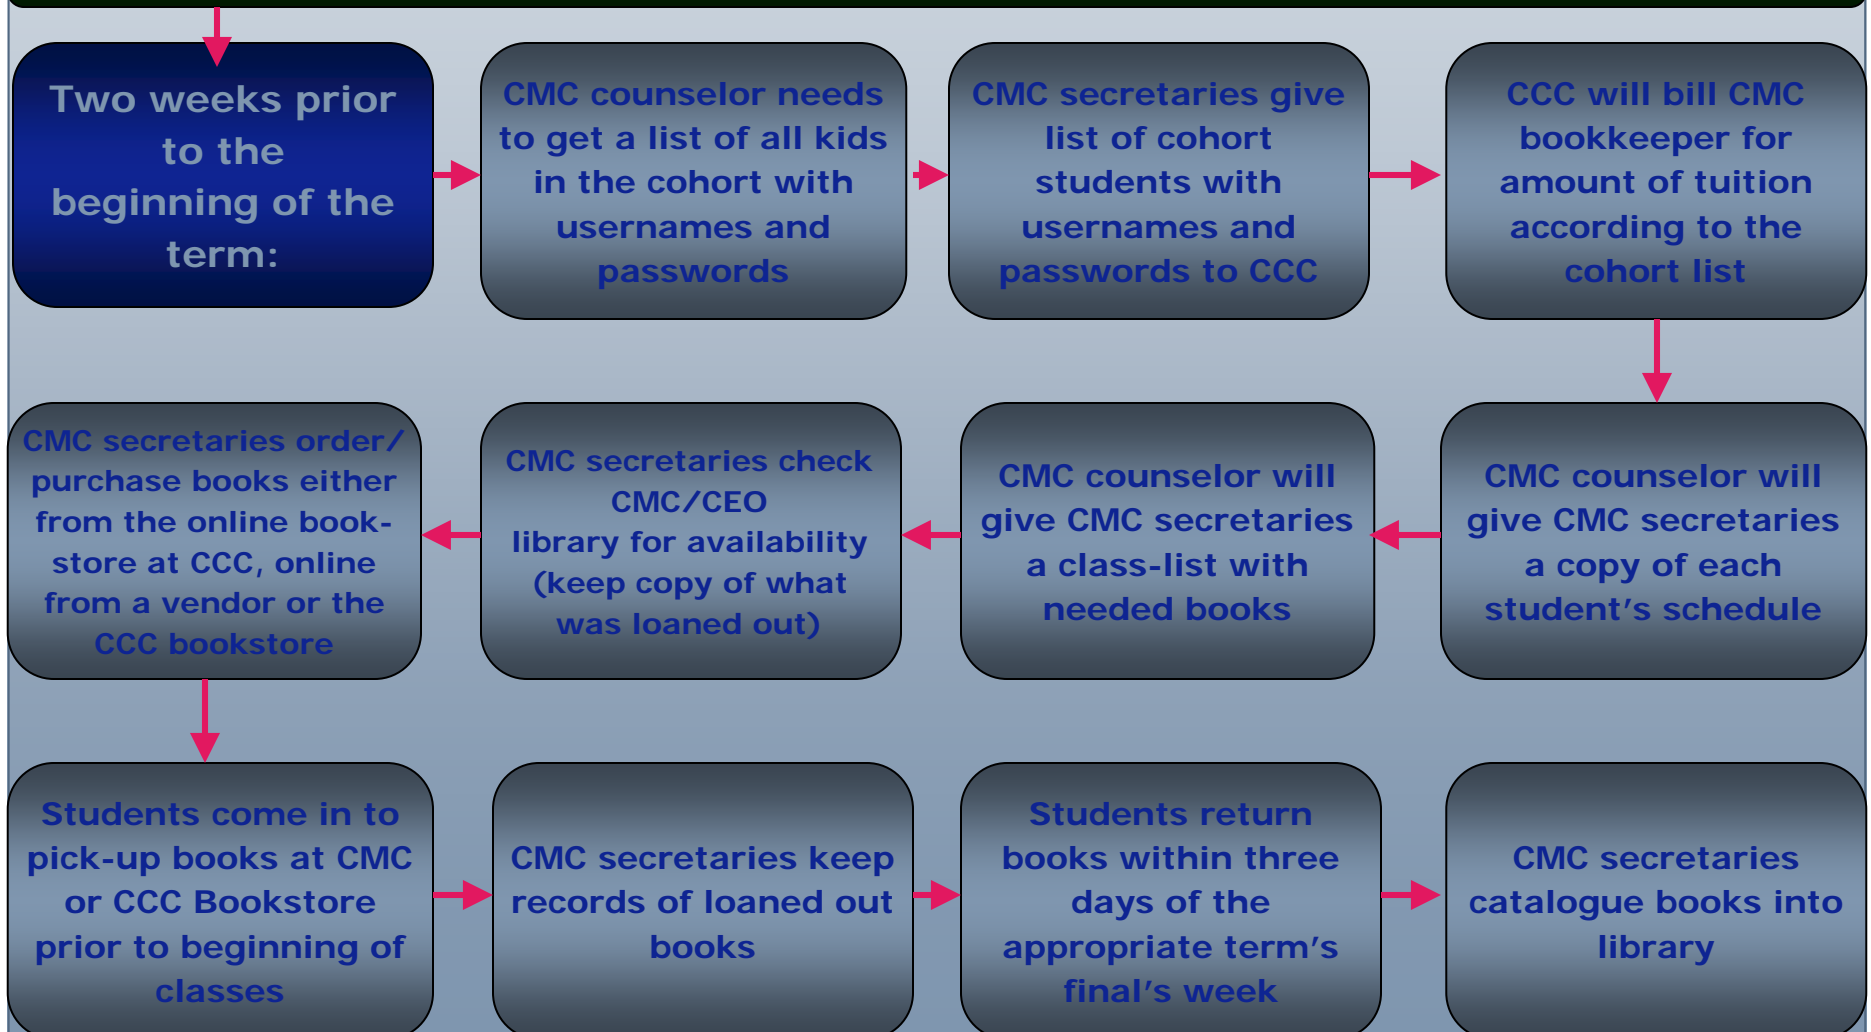 Two weeks prior
to the
beginning of the
term:
CMC counselor needs
to get a list of all kids
in the cohort with
usernames and
passwords
CMC secretaries give
list of cohort
students with
usernames and
passwords to CCC
CCC will bill CMC
bookkeeper for
amount of tuition
according to the
cohort list
CMC counselor will
give CMC secretaries
a copy of each
student's schedule
CMC counselor will
give CMC secretaries
a class-list with
needed books
CMC secretaries check
CMC/CEO
library for availability
(keep copy of what
was loaned out)
CMC secretaries order/
purchase books either
from the online book-
store at CCC, online
from a vendor or the
CCC bookstore
Students come in to
pick-up books at CMC
or CCC Bookstore
prior to beginning of
classes
CMC secretaries keep
records of loaned out
books
Students return
books within three
days of the
appropriate term's
final's week
CMC secretaries
catalogue books into
library